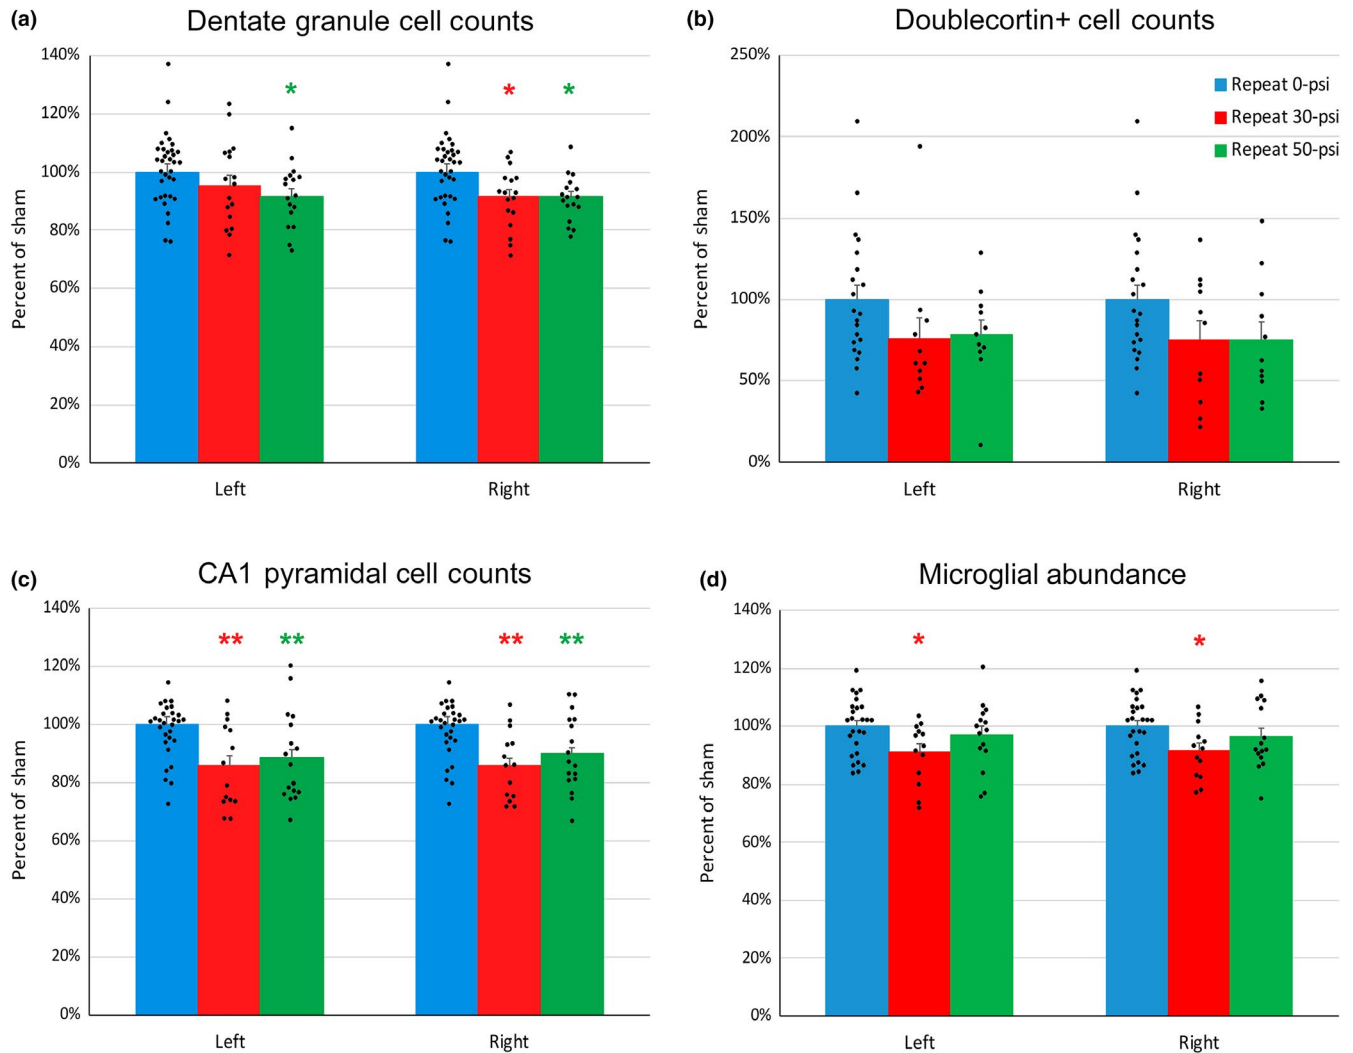 (a)
Dentate granule cell counts
Percent of sham
140%
120%
100%
80%
60%
40%
20%
0%
*
*
*
Left
Right
(b)
Doublecortin+ cell counts
Percent of sham
250%
200%
150%
100%
50%
0%
Repeat 0-psi
Repeat 30-psi
Repeat 50-psi
Left
Right
(c)
CA1 pyramidal cell counts
Percent of sham
140%
120%
100%
80%
60%
40%
20%
0%
**
**
**
**
Left
Right
(d)
Microglial abundance
Percent of sham
140%
120%
100%
80%
60%
40%
20%
0%
*
*
Left
Right